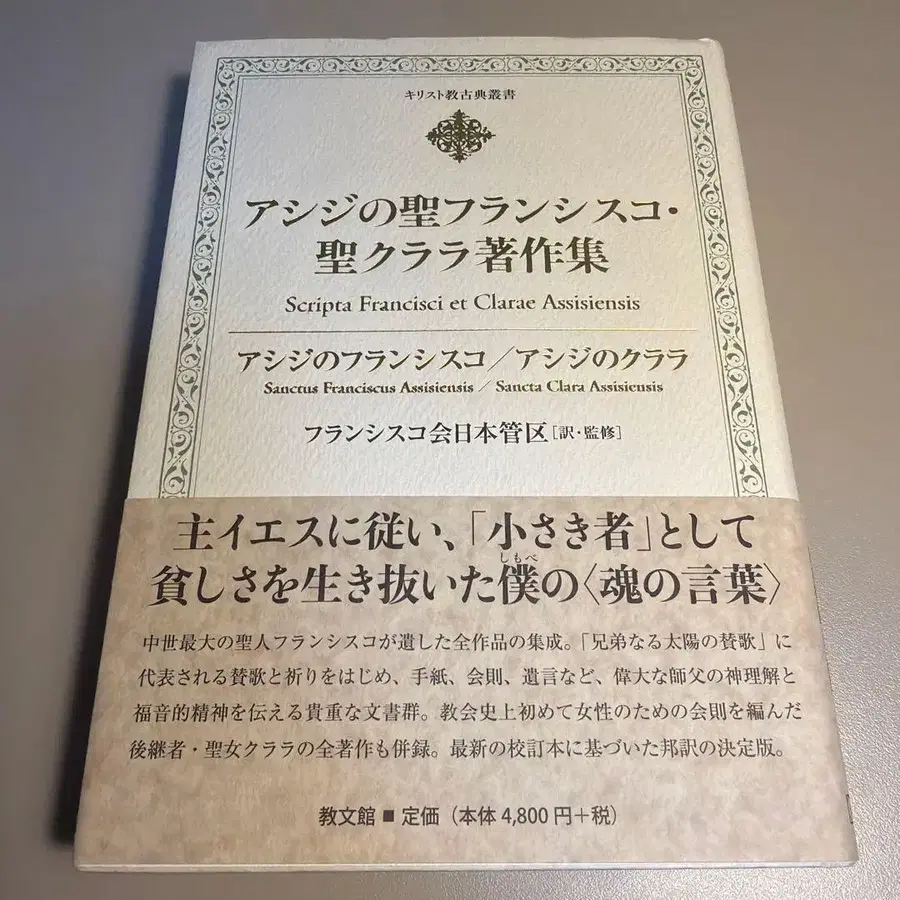 キリスト教古典叢書
アシジの聖フランシスコ・
聖クララ著作集
Scripta Francisci et Clarae Assisiensis
アシジのフランシスコ／アシジのクララ
Sanctus Franciscus Assisiensis / Sancta Clara Assisiensis
フランシスコ会日本管区［訳・監修］
主イエスに従い、「小さき者」として
しもべ
貧しさを生き抜いた僕の〈魂の言葉〉
中世最大の聖人フランシスコが遺した全作品の集成。「兄弟なる太陽の賛歌」に
代表される賛歌と祈りをはじめ、手紙、会則、遺言など、偉大な師父の神理解と
福音的精神を伝える貴重な文書群。教会史上初めて女性のための会則を編んだ
後継者・聖女クララの全著作も併録。最新の校訂本に基づいた邦訳の決定版。
教文館 ■ 定価（本体 4,800 円＋税）